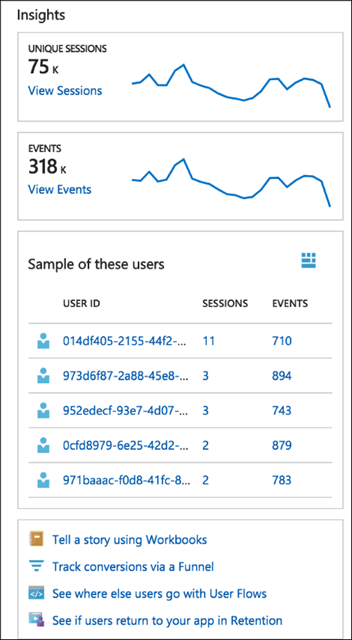 Insights
UNIQUE SESSIONS
75 K
View Sessions
EVENTS
318 K
View Events
Sample of these users
USER ID SESSIONS EVENTS
014df405-2155-44f2-... 11 710
973d6f87-2a88-45e8-... 3 894
952edecf-93e7-4d07-... 3 743
0cfd8979-6e25-42d2-... 2 879
971baaac-f0d8-41fc-8... 2 783
Tell a story using Workbooks
Track conversions via a Funnel
See where else users go with User Flows
See if users return to your app in Retention